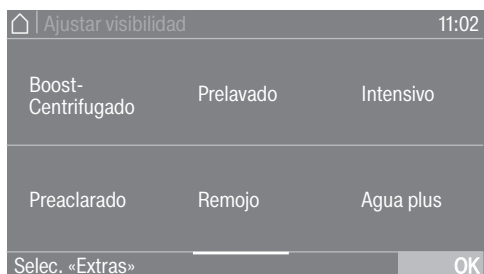 Ajustar visibilidad 11:02
Boost-
Centrifugado
Prelavado
Intensivo
Preaclarado
Remojo
Agua plus
Selec. «Extras» OK